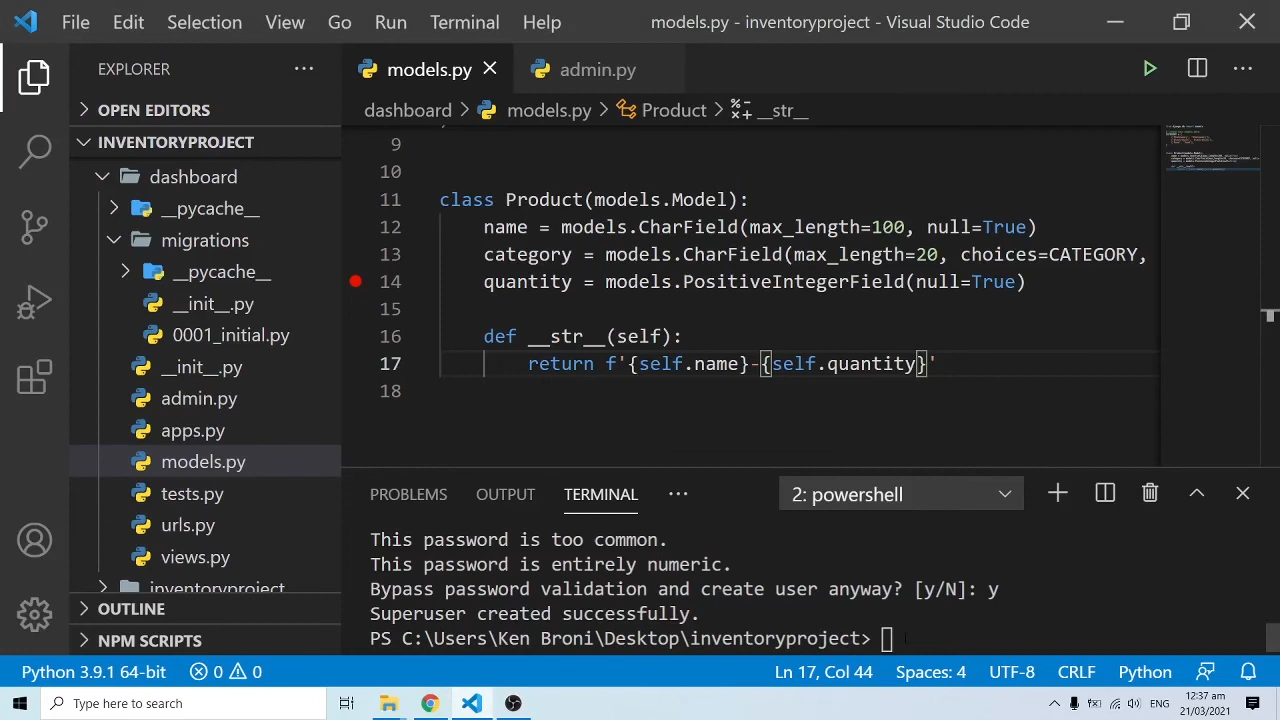 File Edit Selection View Go Run Terminal Help models.py - inventoryproject - Visual Studio Code
EXPLORER ···
OPEN EDITORS
INVENTORYPROJECT
dashboard
__pycache__
migrations
__pycache__
__init__.py
0001_initial.py
__init__.py
admin.py
apps.py
models.py
tests.py
urls.py
views.py
inventoryproject
OUTLINE
NPM SCRIPTS
models.py admin.py
dashboard > models.py > Product > __str__
9
10
11 class Product(models.Model):
12 name = models.CharField(max_length=100, null=True)
13 category = models.CharField(max_length=20, choices=CATEGORY,
14 quantity = models.PositiveIntegerField(null=True)
15
16 def __str__(self):
17 return f'{self.name}-{self.quantity}'
18
PROBLEMS OUTPUT TERMINAL ··· 2: powershell
This password is too common.
This password is entirely numeric.
Bypass password validation and create user anyway? [y/N]: y
Superuser created successfully.
PS C:\Users\Ken Broni\Desktop\inventoryproject>
Python 3.9.1 64-bit 0 0 Ln 17, Col 44 Spaces: 4 UTF-8 CRLF Python
Type here to search ENG 12:37 am
21/03/2021